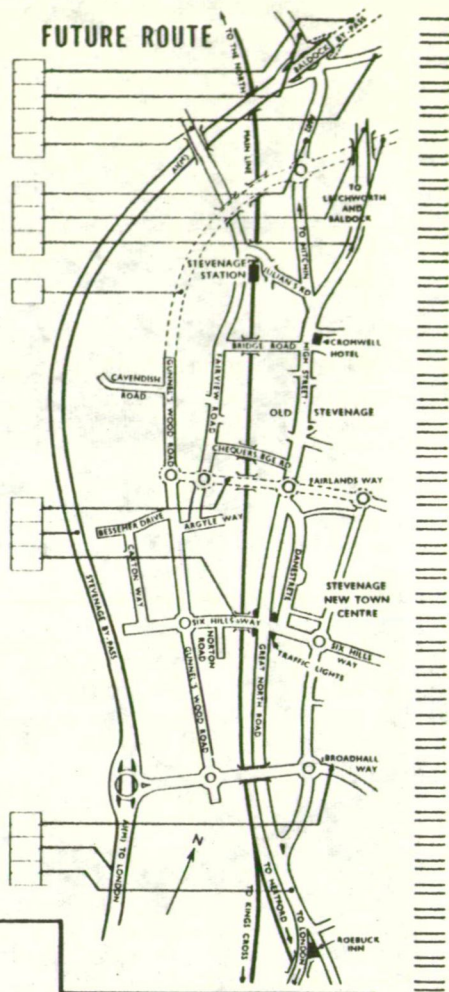 FUTURE ROUTE
TO THE NORTH
BALDOCK BY-PASS
A1(M)
MAIN LINE
A602
TO LETCHWORTH
AND
BALDOCK
TO HITCHIN
STEVENAGE
STATION
JULIAN'S RD
CROMWELL
HOTEL
BRIDGE ROAD
HIGH STREET
CAVENDISH
ROAD
GUNNEL'S WOOD ROAD
FAIRVIEW ROAD
OLD STEVENAGE
CHEQUERS BGE RD
FAIRLANDS WAY
BESSEMER DRIVE
ARGYLE WAY
CAXTON WAY
DANESTRETE
STEVENAGE
NEW TOWN
CENTRE
STEVENAGE BY-PASS
SIX HILLS WAY
NORTON
ROAD
SIX HILLS
WAY
TRAFFIC LIGHTS
GUNNEL'S WOOD ROAD
GREAT NORTH ROAD
BROADHALL
WAY
A1(M) TO LONDON
N
TO HERTFORD
TO LONDON
TO KINGS CROSS
ROEBUCK
INN